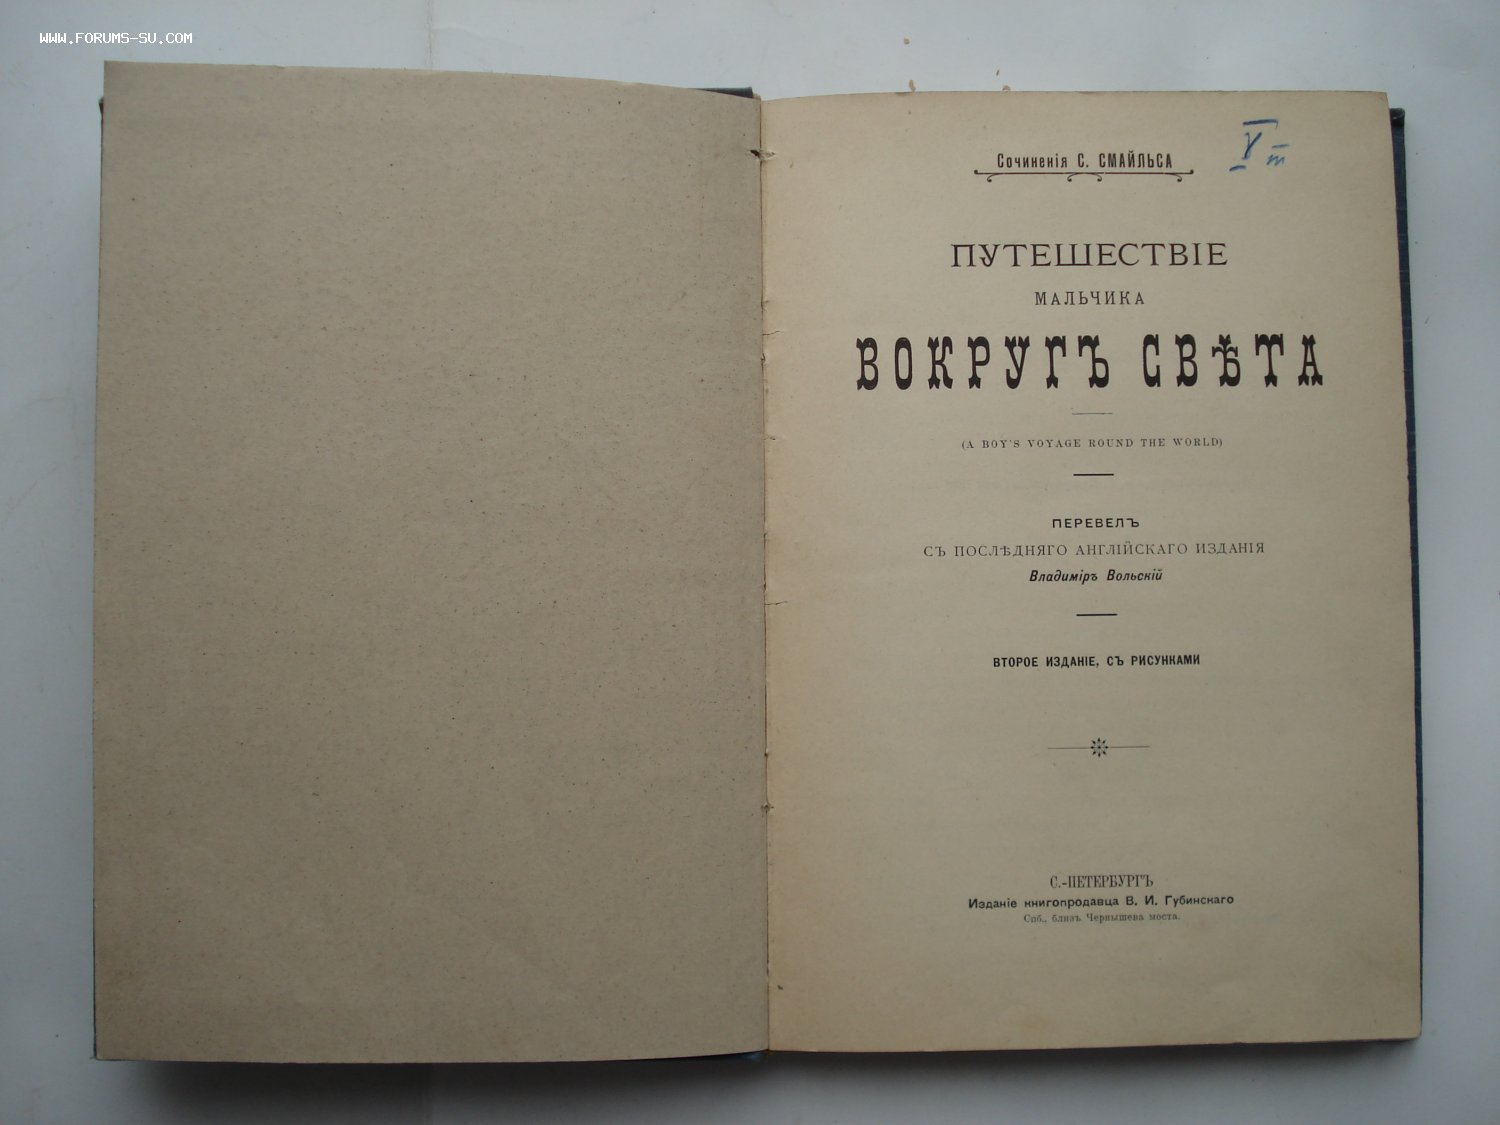 WWW.FORUMS-SU.COM
Сочиненія С. СМАЙЛЬСА
ПУТЕШЕСТВІЕ
МАЛЬЧИКА
ВОКРУГЪ СВѢТА
(A BOY'S VOYAGE ROUND THE WORLD)
ПЕРЕВЕЛЪ
СЪ ПОСЛѢДНЯГО АНГЛІЙСКАГО ИЗДАНІЯ
Владиміръ Вольскій
ВТОРОЕ ИЗДАНІЕ, СЪ РИСУНКАМИ
С.-ПЕТЕРБУРГЪ
Изданіе книгопродавца В. И. Губинскаго
Спб., близъ Чернышева моста.